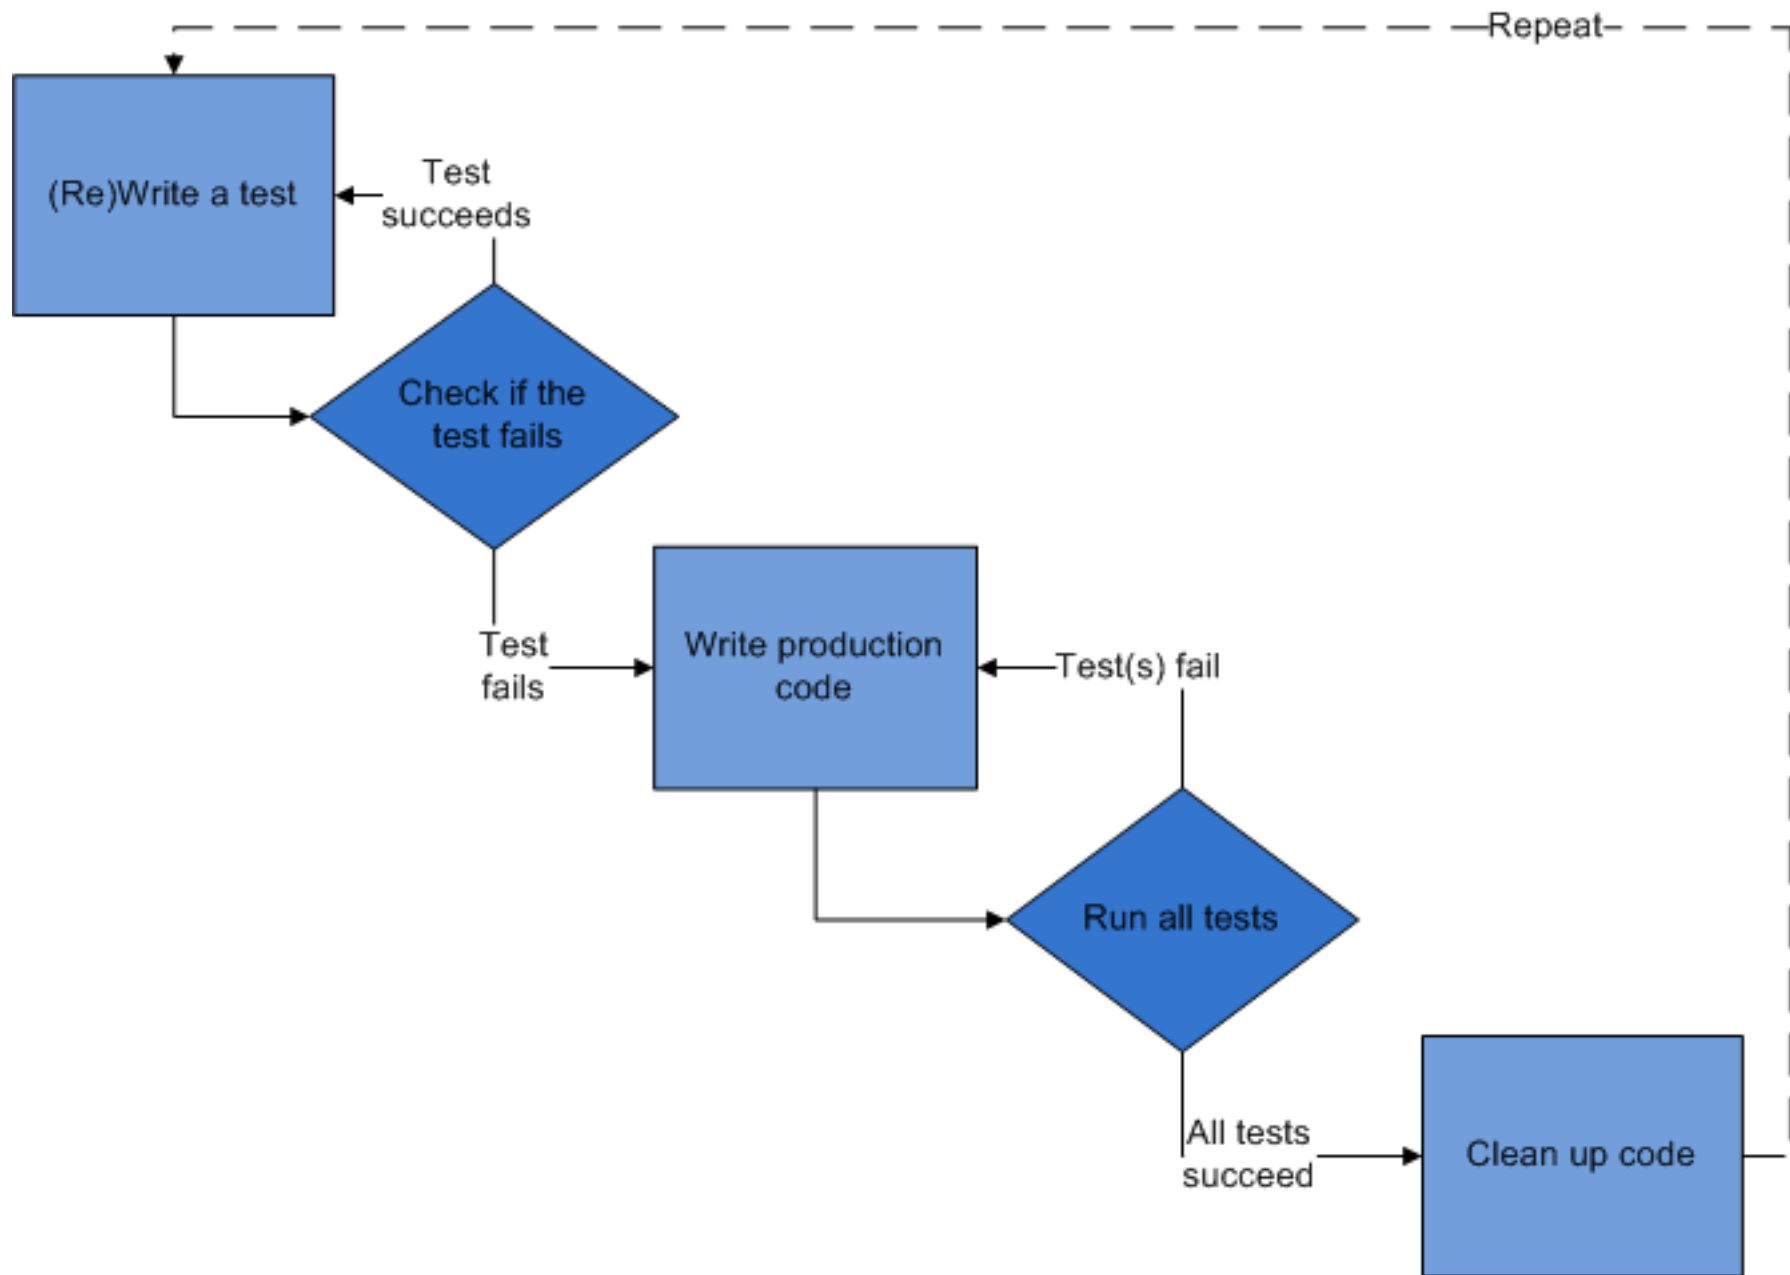 Repeat
(Re)Write a test
Test
succeeds
Check if the
test fails
Test
fails
Write production
code
Test(s) fail
Run all tests
All tests
succeed
Clean up code